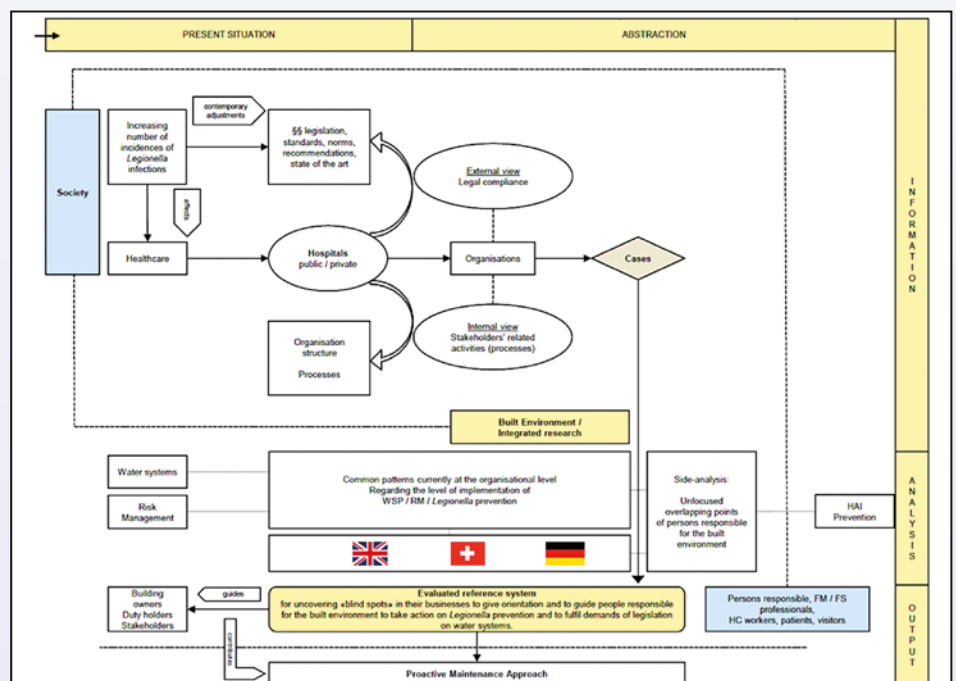 PRESENT SITUATION
ABSTRACTION
contemporary
adjustments
Increasing
number of
incidences of
Legionella
infections
§§ legislation,
standards, norms,
recommendations,
state of the art
External view
Legal compliance
Society
affects
Healthcare
Hospitals
public / private
Organisations
Cases
Internal view
Stakeholders' related
activities (processes)
Organisation
structure
Processes
Built Environment /
Integrated research
INFORMATION
Water systems
Risk
Management
Common patterns currently at the organisational level
Regarding the level of implementation of
WSP / RM / Legionella prevention
Side-analysis:
Unfocused
overlapping points
of persons responsible
for the built
environment
HAI
Prevention
ANALYSIS
Building
owners
Duty holders
Stakeholders
guides
Evaluated reference system
for uncovering «blind spots» in their businesses to give orientation and to guide people responsible
for the built environment to take action on Legionella prevention and to fulfil demands of legislation
on water systems.
Persons responsible, FM / FS
professionals,
HC workers, patients, visitors
OUTPUT
contributes
Proactive Maintenance Approach